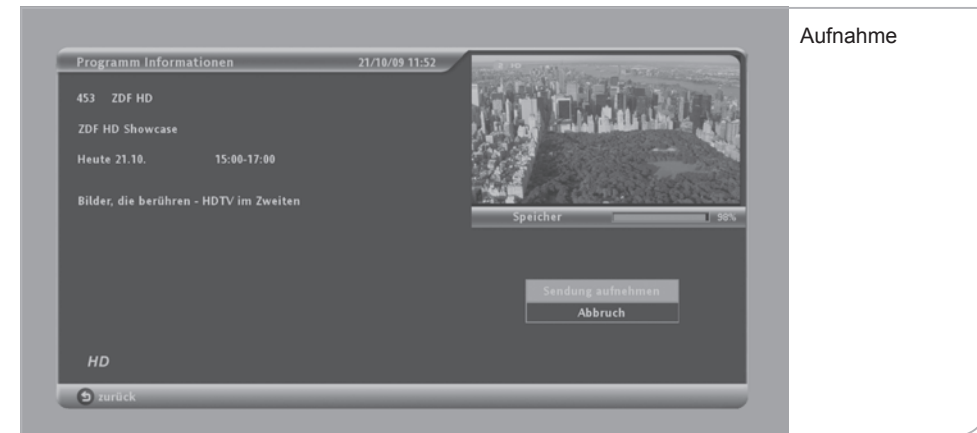 Aufnahme
Programm Informationen 21/10/09 11:52
453 ZDF HD
ZDF HD Showcase
Heute 21.10. 15:00-17:00
Bilder, die berühren - HDTV im Zweiten
Speicher 98%
Sendung aufnehmen
Abbruch
HD
zurück